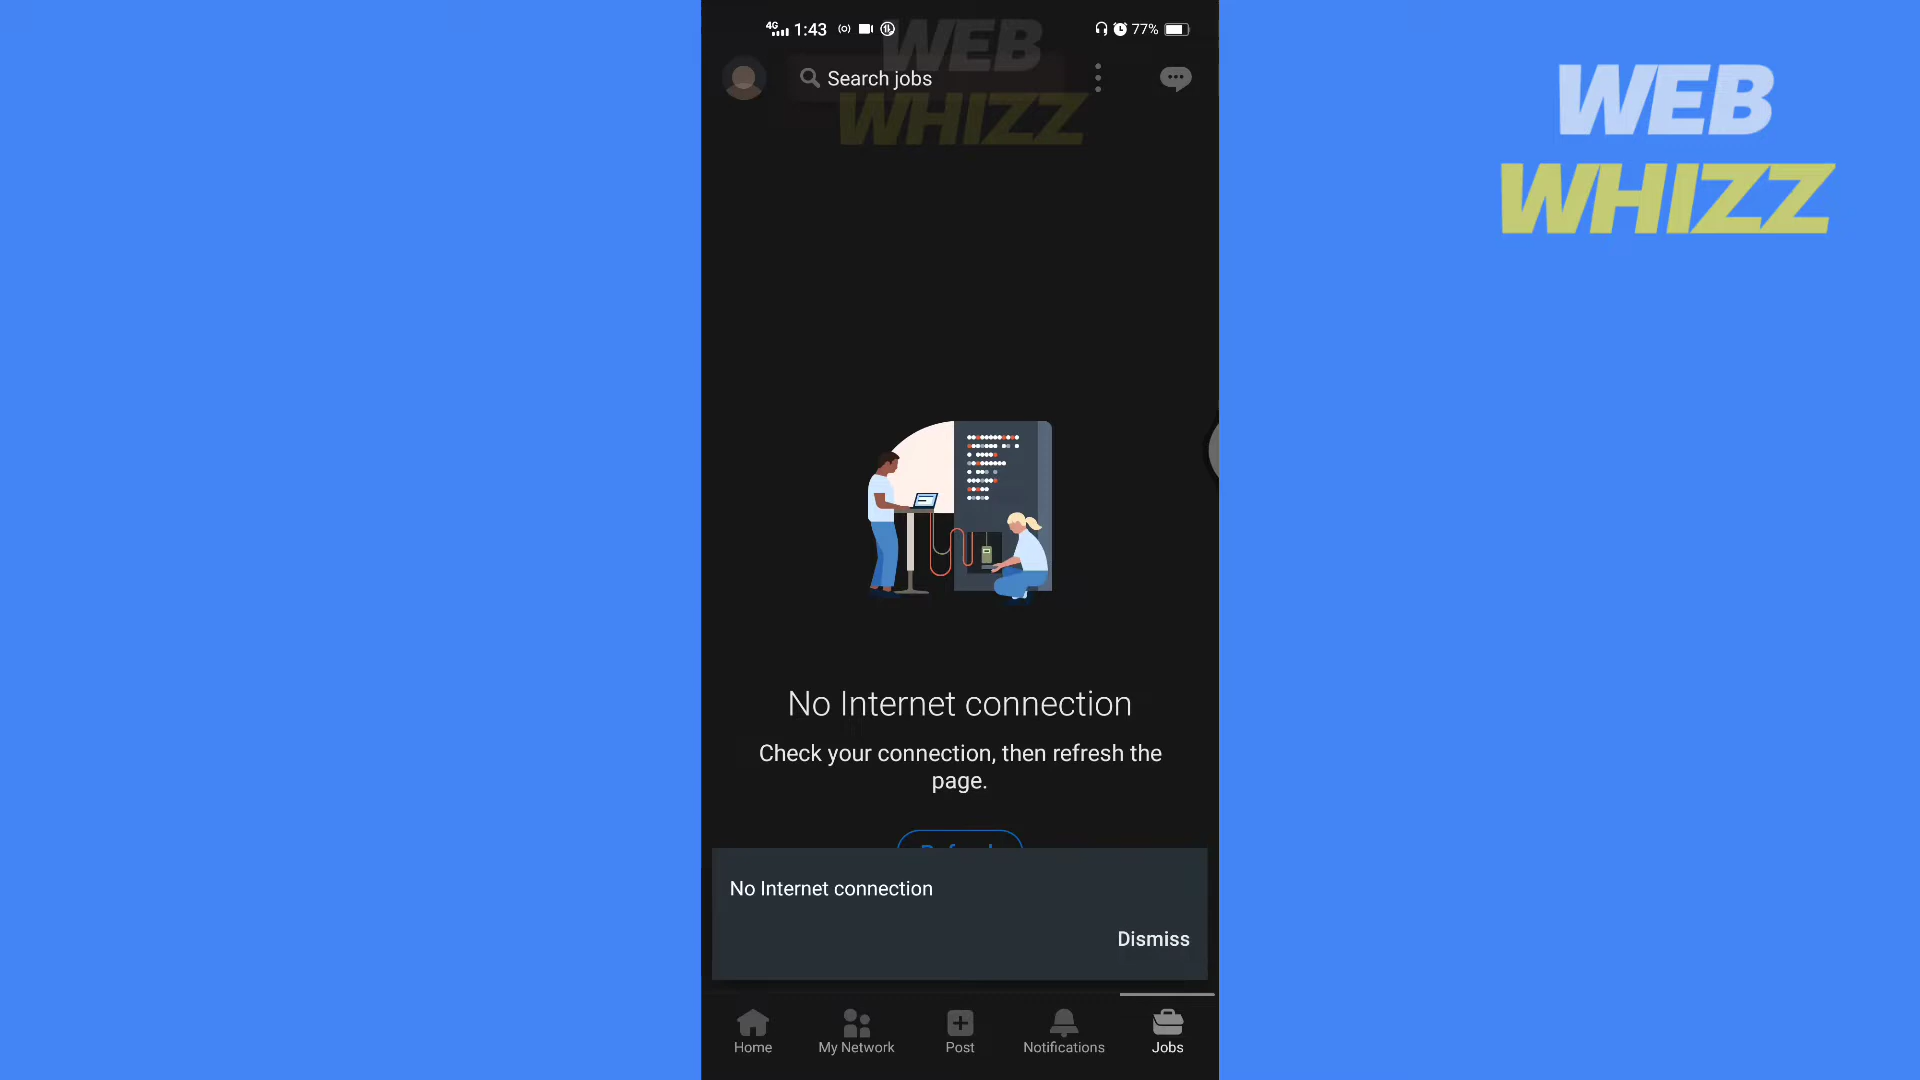 4G 1:43 77%
WEB
WHIZZ
Search jobs
WEB
WHIZZ
No Internet connection
Check your connection, then refresh the
page.
No Internet connection
Dismiss
Home My Network Post Notifications Jobs